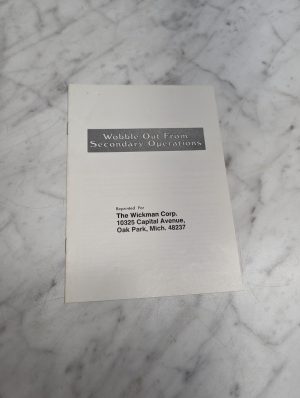 Wobble Out From
Secondary Operations
Reprinted For
The Wickman Corp.
10325 Capital Avenue,
Oak Park, Mich. 48237